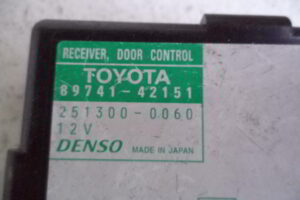 RECEIVER, DOOR CONTROL
TOYOTA
89741-42151
251300-0060
12V
DENSO MADE IN JAPAN